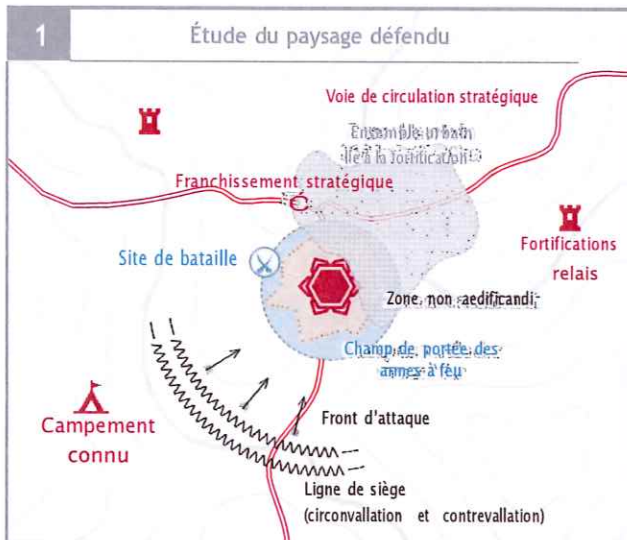 1
Étude du paysage défendu
Voie de circulation stratégique
Ensemble urbain
lié à la fortification
Franchissement stratégique
Site de bataille
Fortifications
relais
Zone non aedificandi
Champ de portée des
armes à feu
Campement
connu
Front d'attaque
Ligne de siège
(circonvallation et contrevallation)